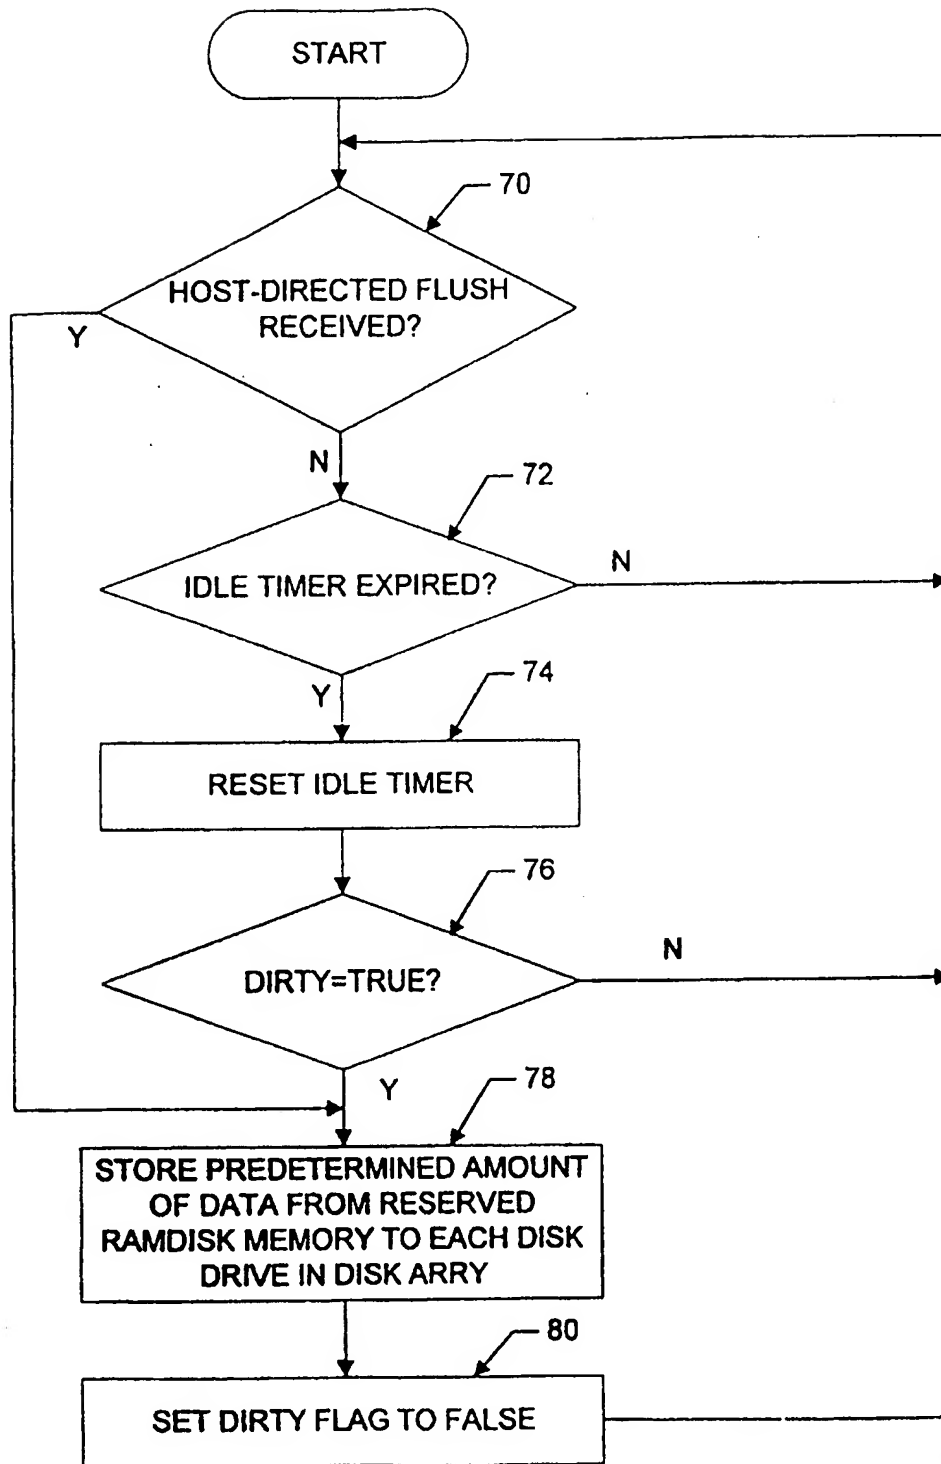 START
70
HOST-DIRECTED FLUSH
RECEIVED?
Y
N
72
IDLE TIMER EXPIRED?
N
Y
74
RESET IDLE TIMER
76
DIRTY=TRUE?
N
Y
78
STORE PREDETERMINED AMOUNT
OF DATA FROM RESERVED
RAMDISK MEMORY TO EACH DISK
DRIVE IN DISK ARRY
80
SET DIRTY FLAG TO FALSE